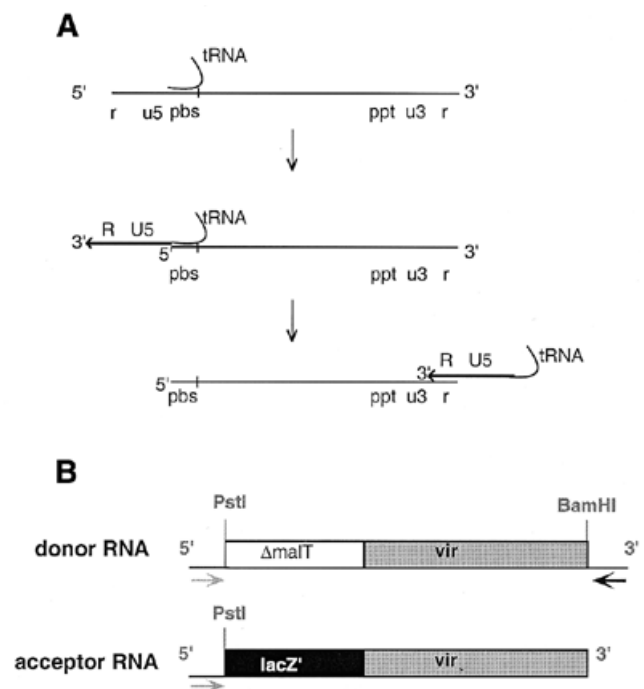 A
tRNA
5' 3'
r u5 pbs ppt u3 r
tRNA
3' R U5
5' 3'
pbs ppt u3 r
R U5 tRNA
3'
5'
pbs ppt u3 r
B
PstI BamHI
donor RNA 5' ΔmalT vir 3'
PstI
acceptor RNA 5' lacZ' vir 3'